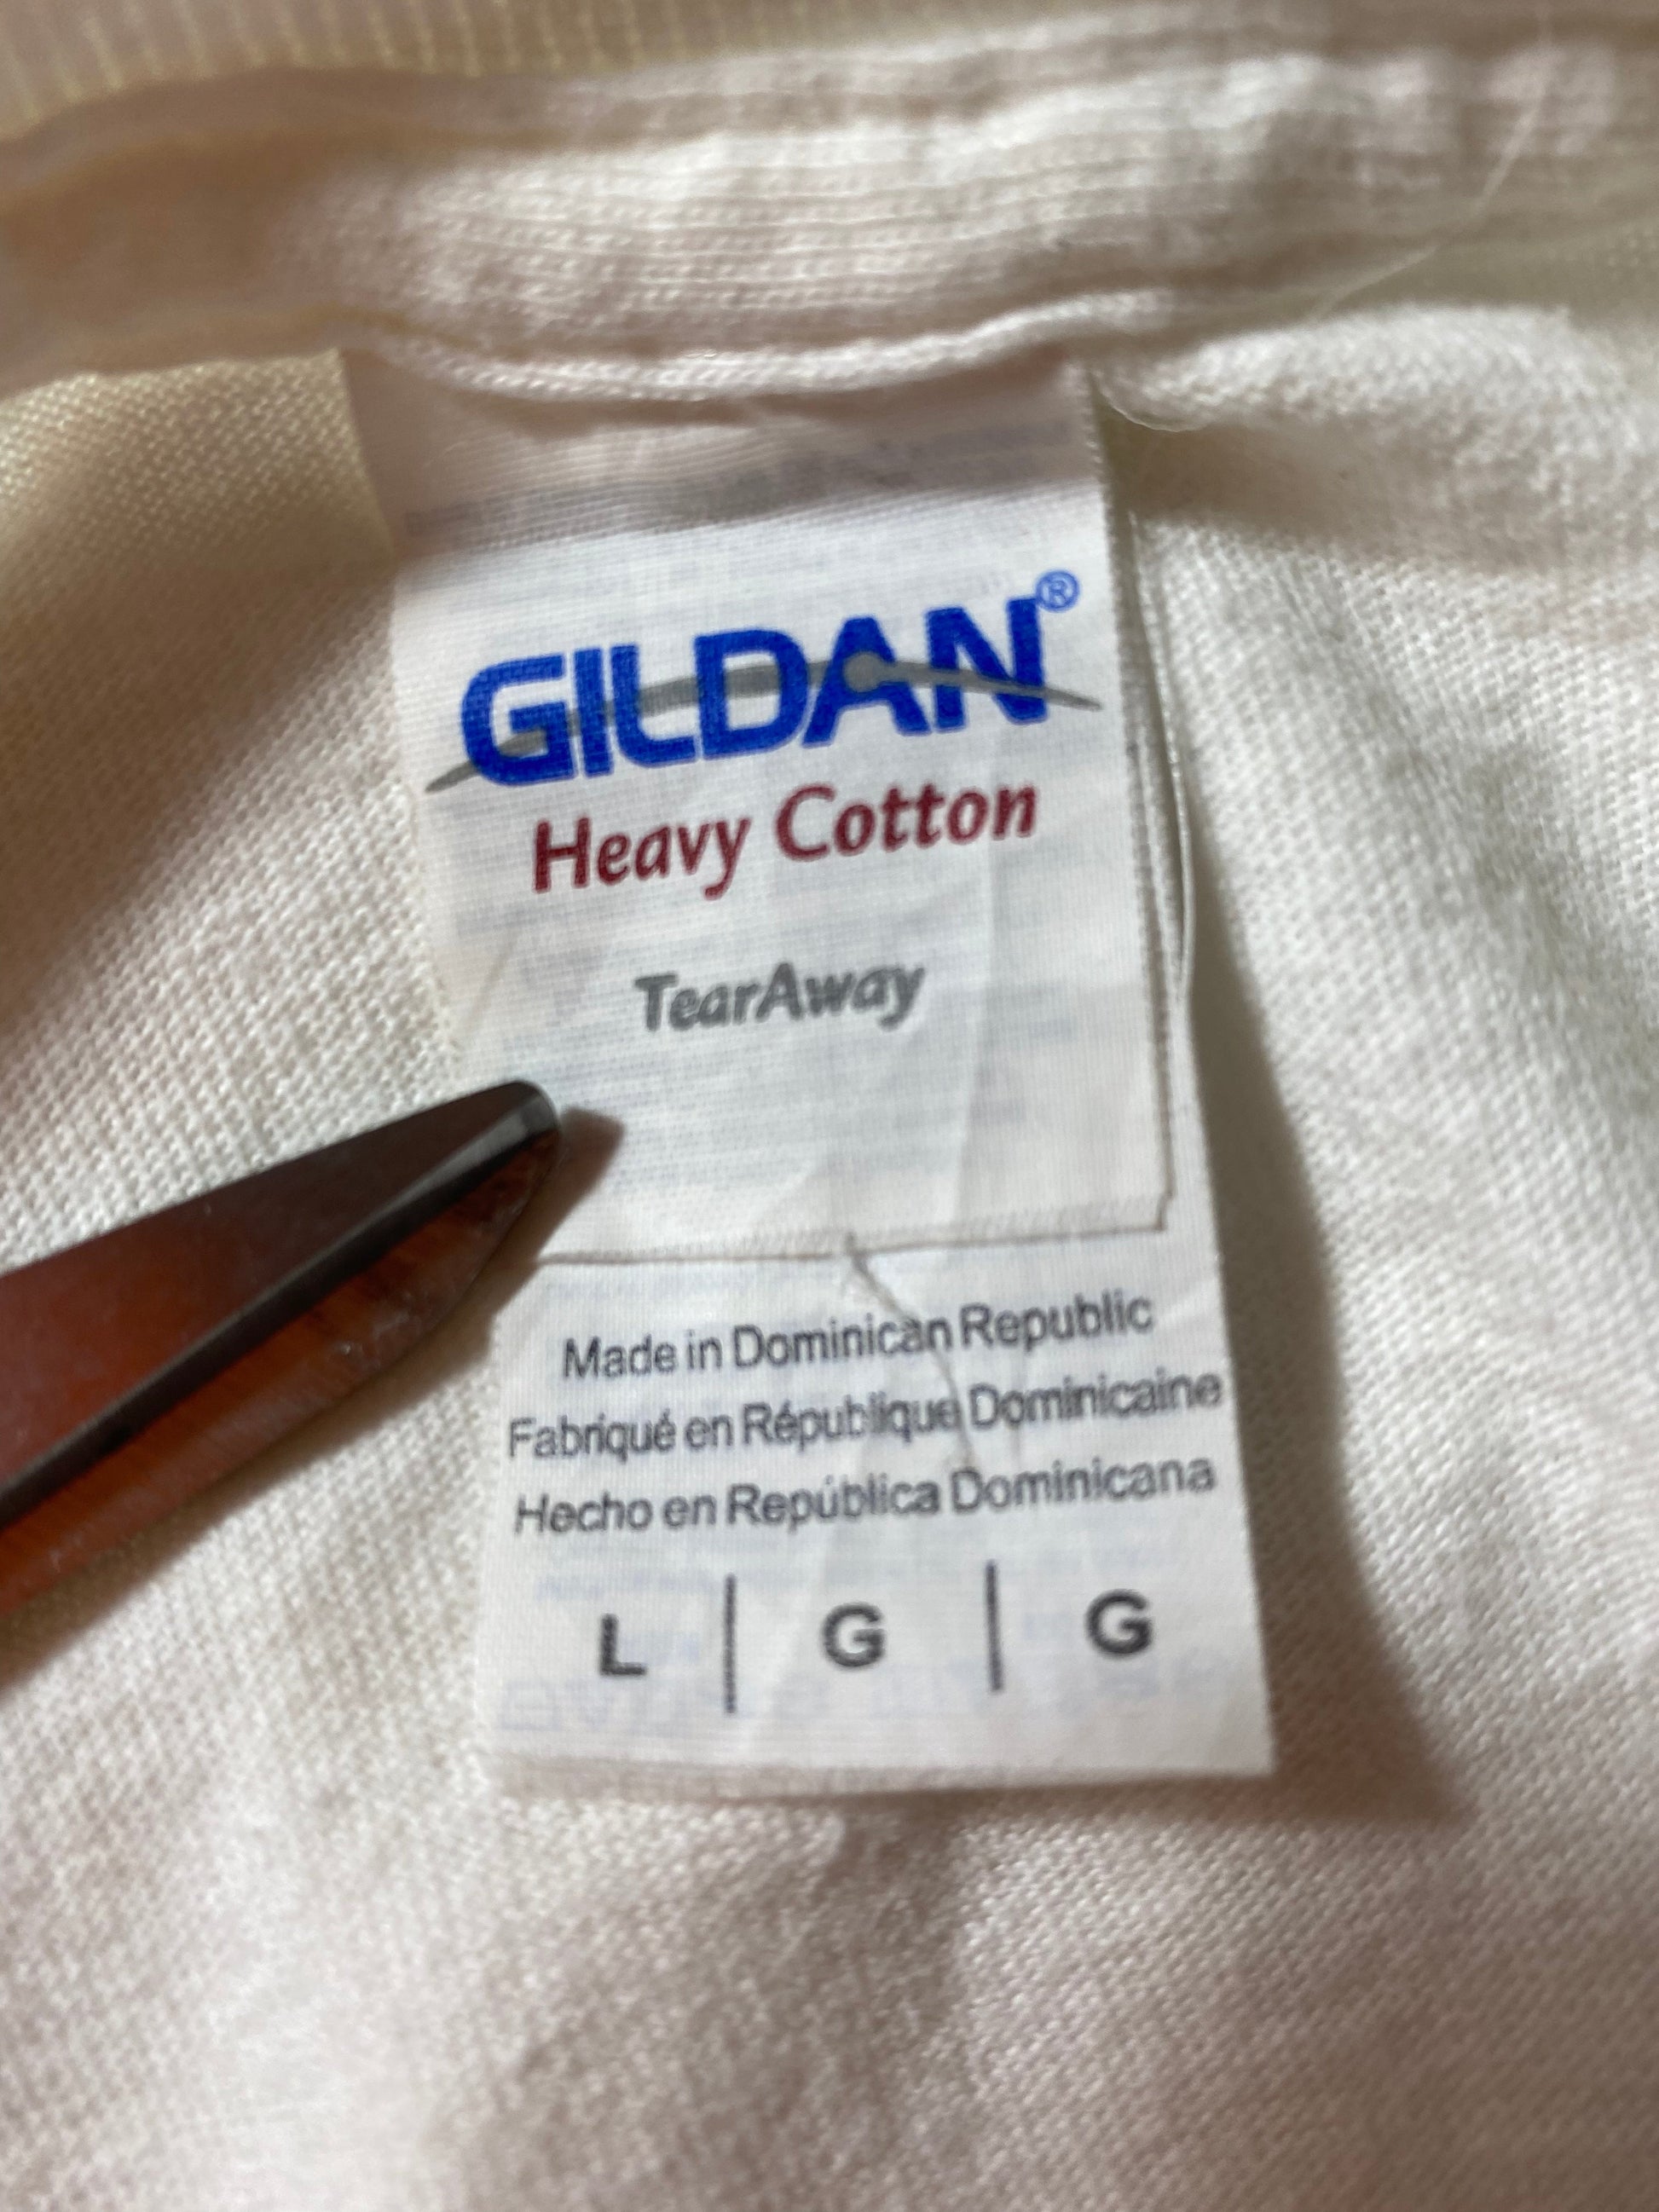 GILDAN®
Heavy Cotton
TearAway
Made in Dominican Republic
Fabriqué en République Dominicaine
Hecho en República Dominicana
L | G | G